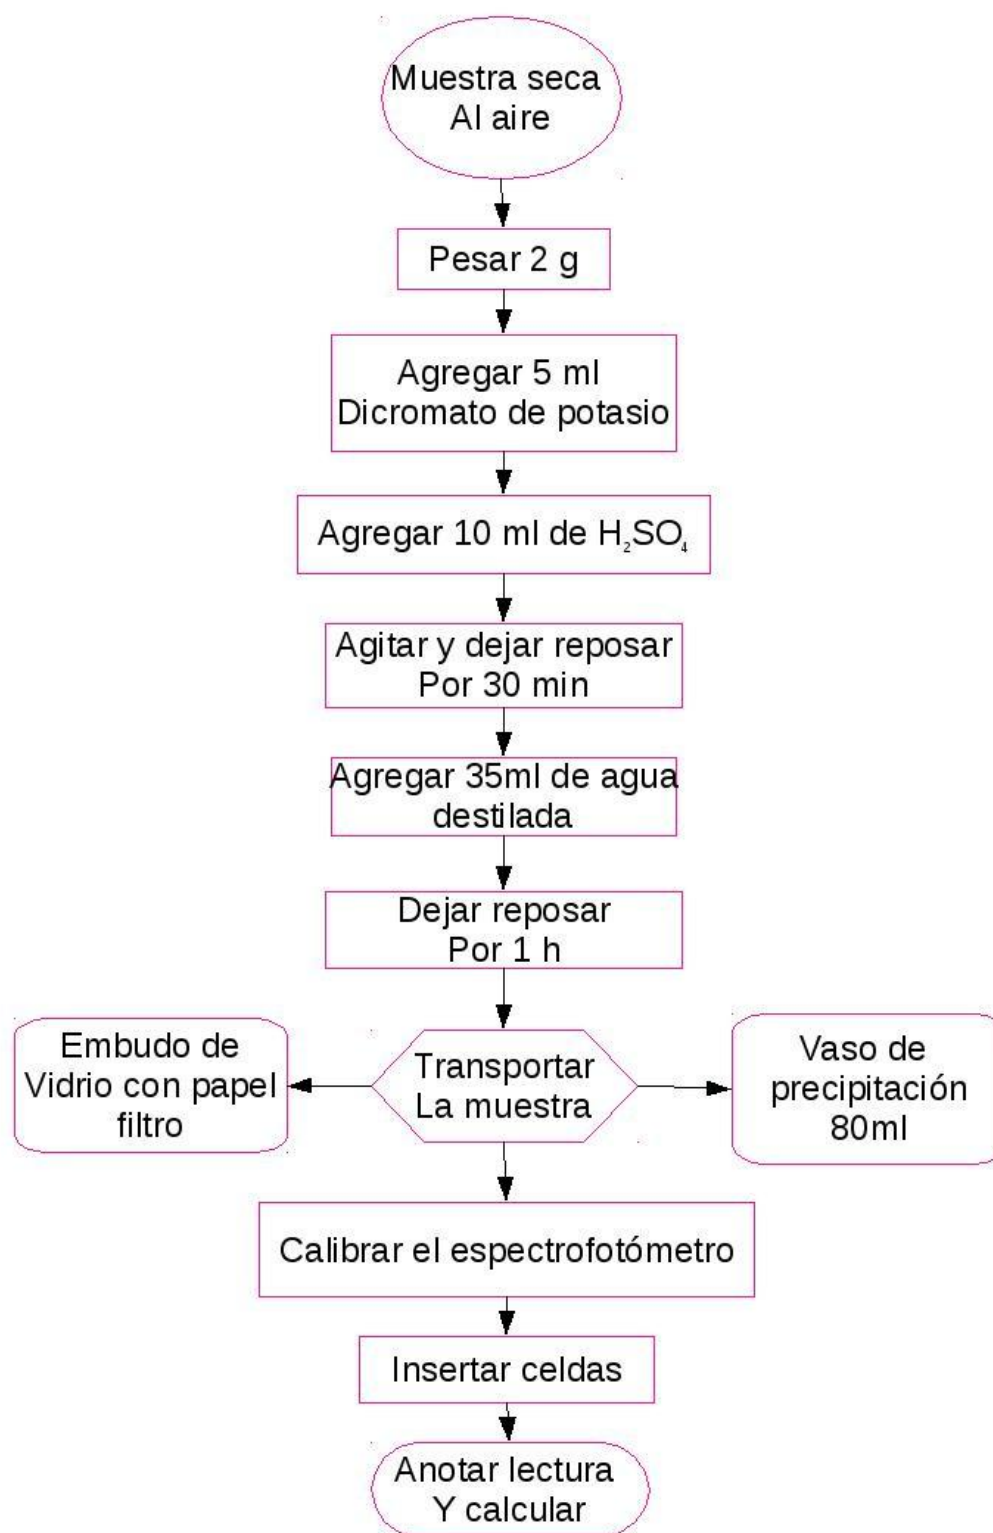 Muestra seca
Al aire
Pesar 2 g
Agregar 5 ml
Dicromato de potasio
Agregar 10 ml de H₂SO₄
Agitar y dejar reposar
Por 30 min
Agregar 35ml de agua
destilada
Dejar reposar
Por 1 h
Embudo de
Vidrio con papel
filtro
Transportar
La muestra
Vaso de
precipitación
80ml
Calibrar el espectrofotómetro
Insertar celdas
Anotar lectura
Y calcular